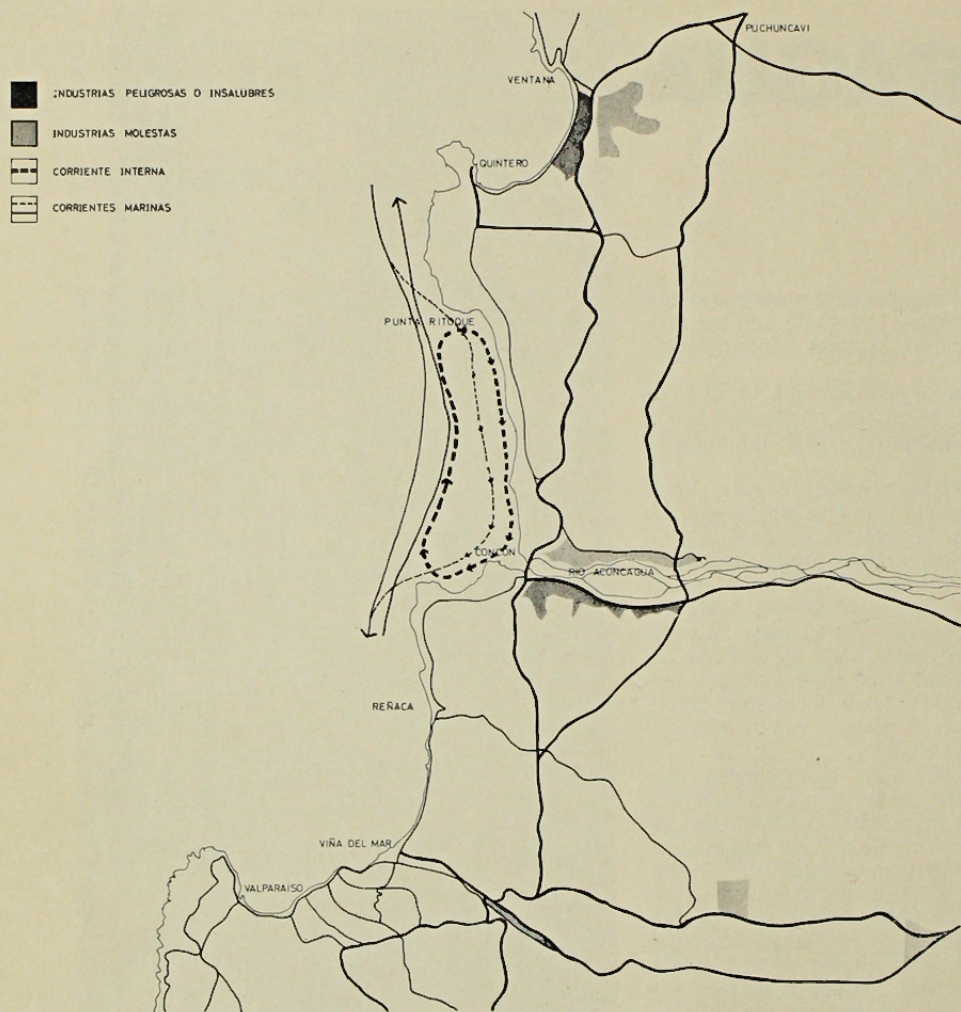 INDUSTRIAS PELIGROSAS O INSALUBRES
INDUSTRIAS MOLESTAS
CORRIENTE INTERNA
CORRIENTES MARINAS
PUCHUNCAVI
VENTANA
QUINTERO
PUNTA RITOQUE
CONCON
RIO ACONCAGUA
REÑACA
VIÑA DEL MAR
VALPARAISO